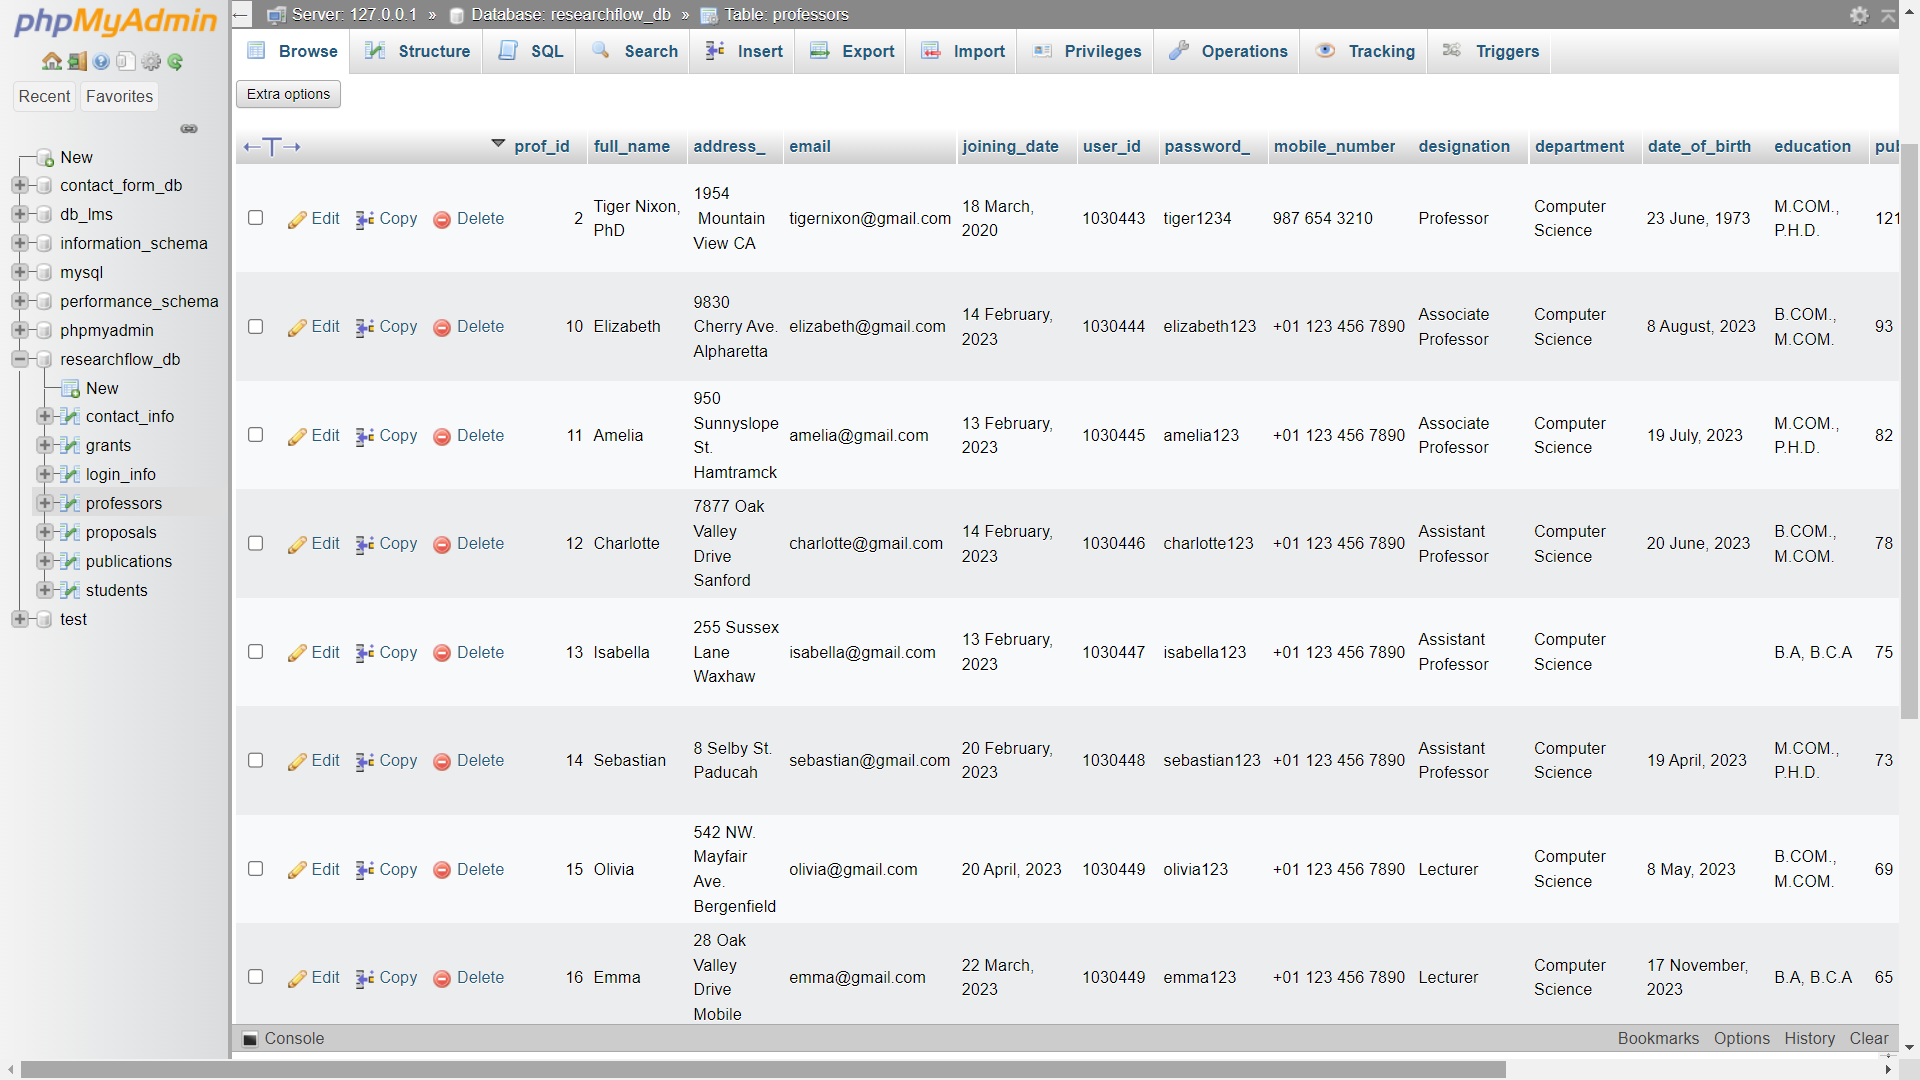 phpMyAdmin
Recent Favorites
New
contact_form_db
db_lms
information_schema
mysql
performance_schema
phpmyadmin
researchflow_db
New
contact_info
grants
login_info
professors
proposals
publications
students
test
Server: 127.0.0.1 » Database: researchflow_db » Table: professors
Browse Structure SQL Search Insert Export Import Privileges Operations Tracking Triggers
Extra options
←T→ prof_id full_name address_ email joining_date user_id password_ mobile_number designation department date_of_birth education
Edit Copy Delete 2 Tiger Nixon, PhD 1954 Mountain View CA tigernixon@gmail.com 18 March, 2020 1030443 tiger1234 987 654 3210 Professor Computer Science 23 June, 1973 M.COM., P.H.D. 121
Edit Copy Delete 10 Elizabeth 9830 Cherry Ave. Alpharetta elizabeth@gmail.com 14 February, 2023 1030444 elizabeth123 +01 123 456 7890 Associate Professor Computer Science 8 August, 2023 B.COM., M.COM. 93
Edit Copy Delete 11 Amelia 950 Sunnyslope St. Hamtramck amelia@gmail.com 13 February, 2023 1030445 amelia123 +01 123 456 7890 Associate Professor Computer Science 19 July, 2023 M.COM., P.H.D. 82
Edit Copy Delete 12 Charlotte 7877 Oak Valley Drive Sanford charlotte@gmail.com 14 February, 2023 1030446 charlotte123 +01 123 456 7890 Assistant Professor Computer Science 20 June, 2023 B.COM., M.COM. 78
Edit Copy Delete 13 Isabella 255 Sussex Lane Waxhaw isabella@gmail.com 13 February, 2023 1030447 isabella123 +01 123 456 7890 Assistant Professor Computer Science B.A, B.C.A 75
Edit Copy Delete 14 Sebastian 8 Selby St. Paducah sebastian@gmail.com 20 February, 2023 1030448 sebastian123 +01 123 456 7890 Assistant Professor Computer Science 19 April, 2023 M.COM., P.H.D. 73
Edit Copy Delete 15 Olivia 542 NW. Mayfair Ave. Bergenfield olivia@gmail.com 20 April, 2023 1030449 olivia123 +01 123 456 7890 Lecturer Computer Science 8 May, 2023 B.COM., M.COM. 69
Edit Copy Delete 16 Emma 28 Oak Valley Drive Mobile emma@gmail.com 22 March, 2023 1030449 emma123 +01 123 456 7890 Lecturer Computer Science 17 November, 2023 B.A, B.C.A 65
Console Bookmarks Options History Clear